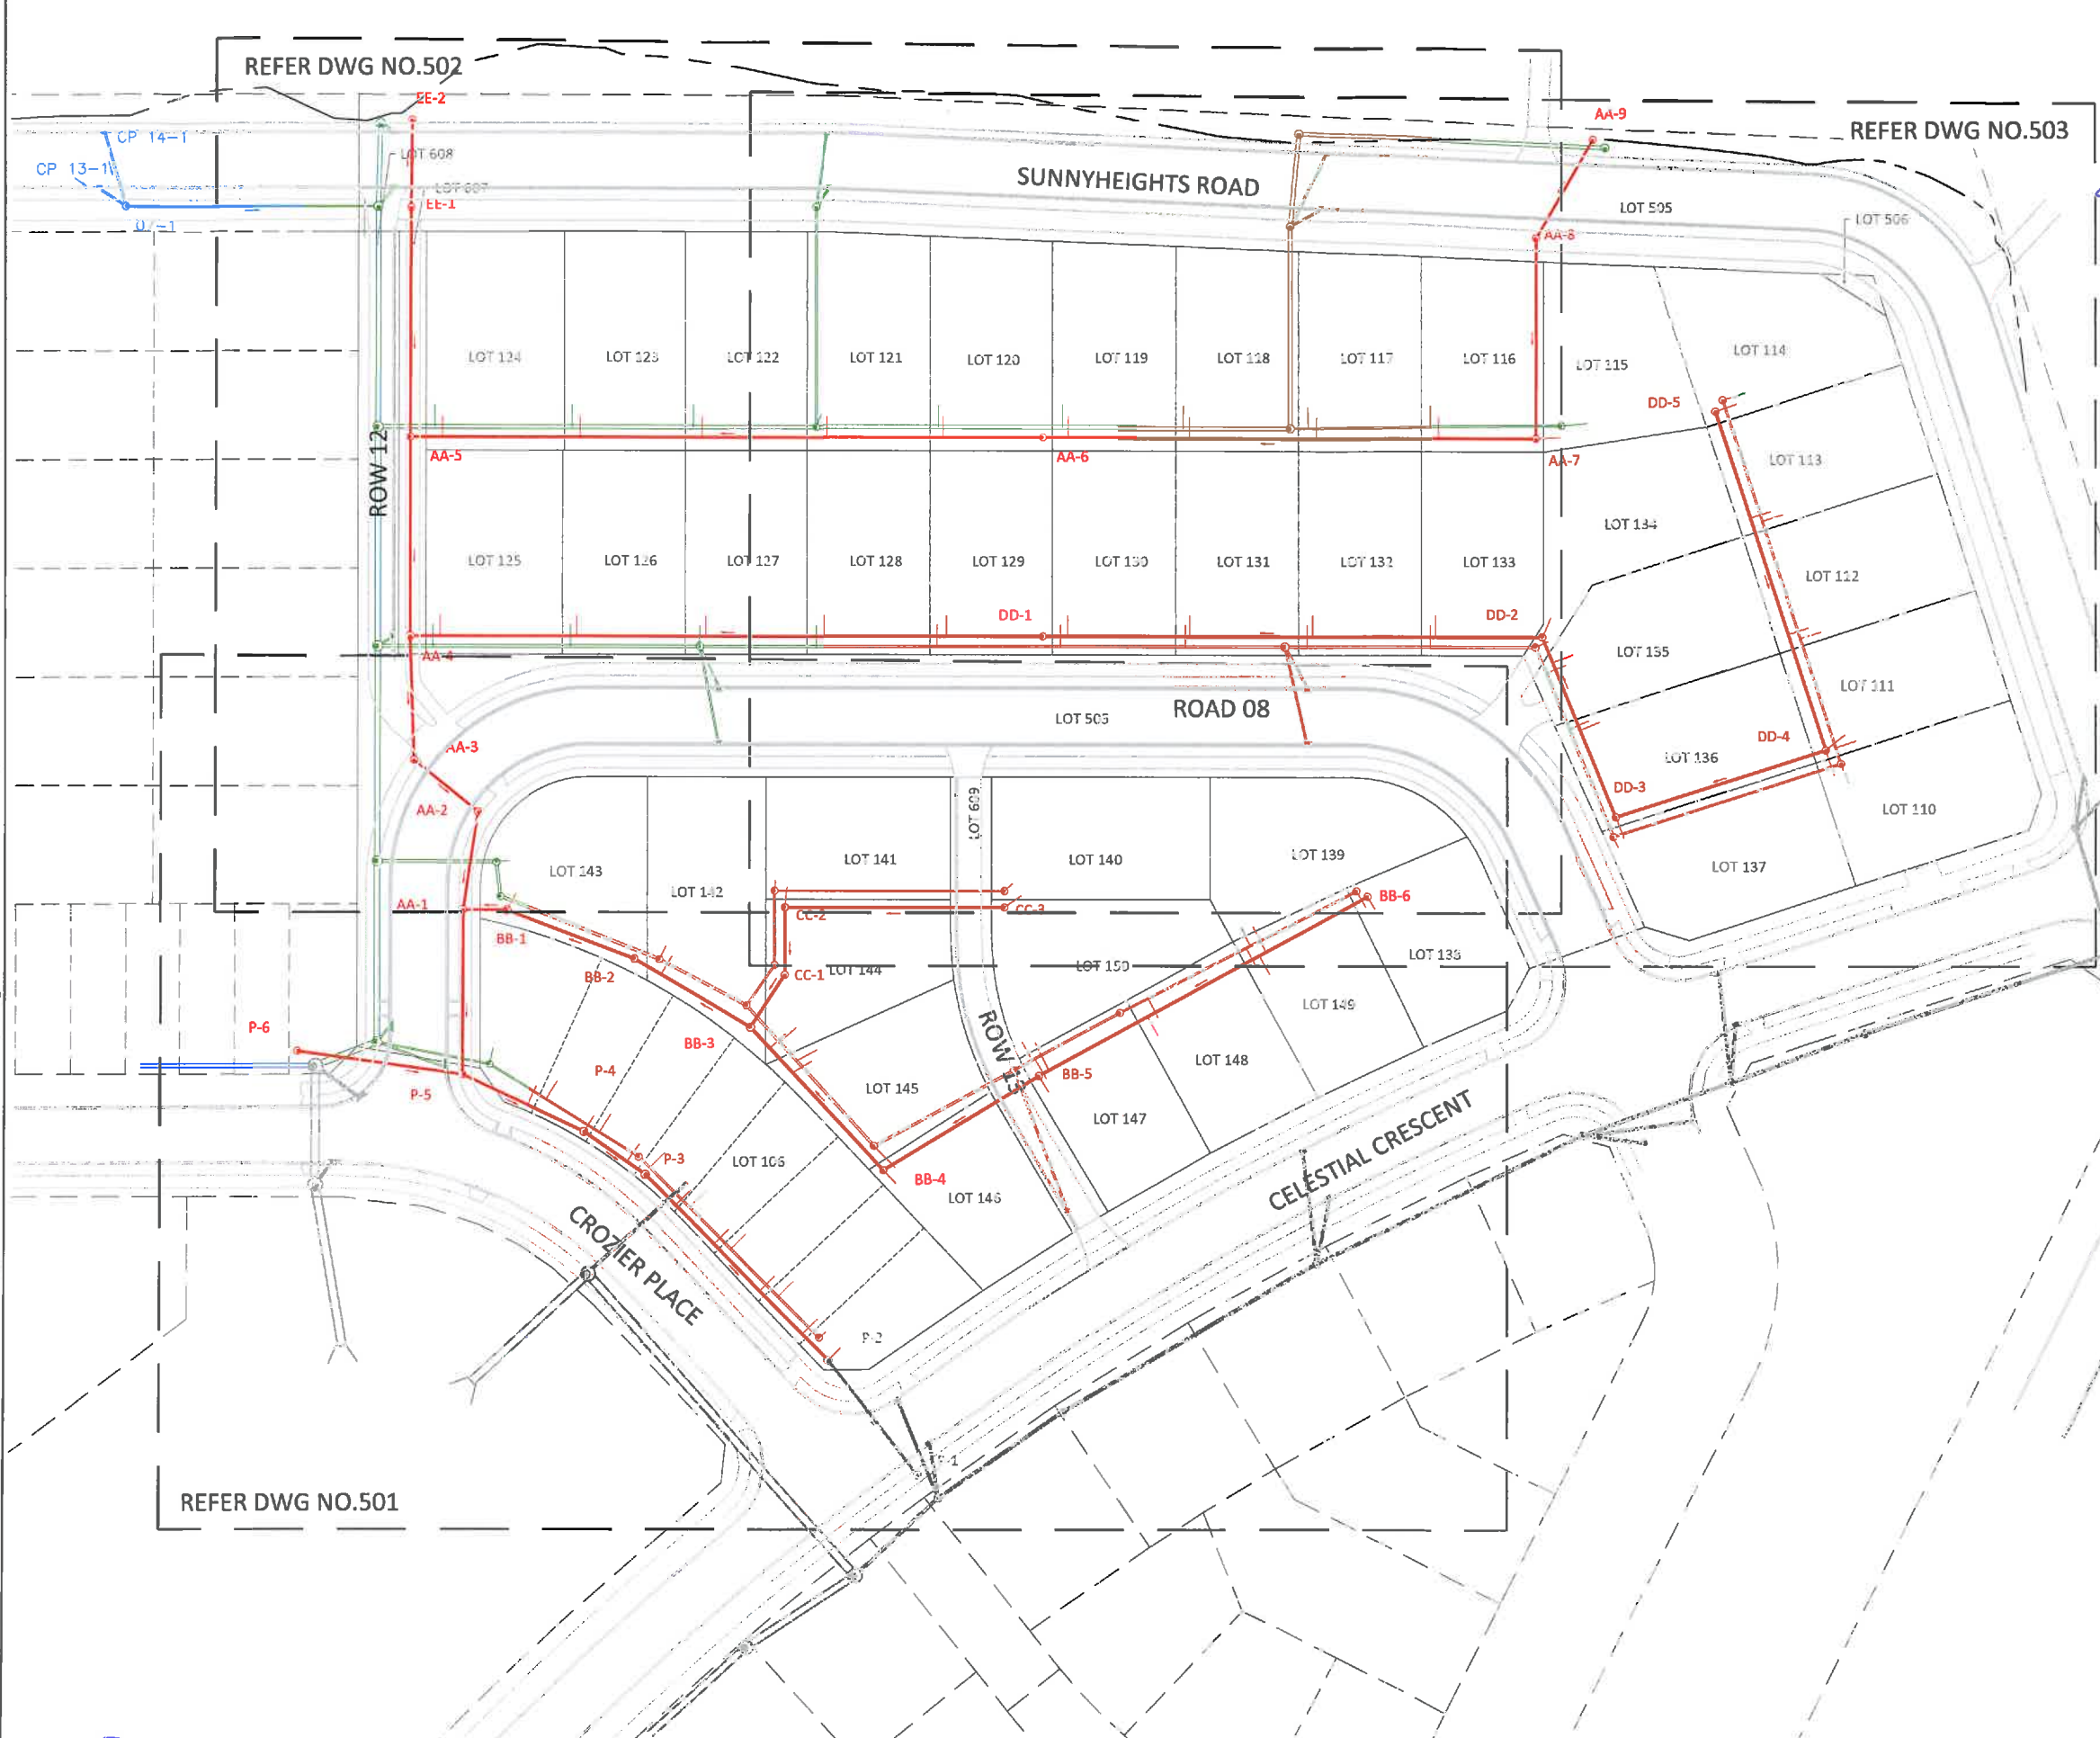 REFER DWG NO.502
EE-2
AA-9
REFER DWG NO.503
CP 14-1
LOT 608
CP 13-1
SUNNYHEIGHTS ROAD
LOT 607
EE-1
LOT 505
LOT 506
AA-8
LOT 124
LOT 123
LOT 122
LOT 121
LOT 120
LOT 119
LOT 118
LOT 117
LOT 116
LOT 115
LOT 114
DD-5
ROW 12
AA-5
AA-6
AA-7
LOT 113
LOT 134
LOT 125
LOT 126
LOT 127
LOT 128
LOT 129
LOT 130
LOT 131
LOT 132
LOT 133
LOT 112
DD-1
DD-2
AA-4
LOT 135
LOT 111
ROAD 08
AA-3
DD-4
LOT 136
DD-3
AA-2
LOT 609
LOT 110
LOT 143
LOT 142
LOT 141
LOT 140
LOT 139
LOT 137
AA-1
CC-2
CC-3
BB-6
BB-1
BB-2
CC-1
LOT 144
LOT 150
LOT 149
P-6
BB-3
ROW 13
LOT 148
P-4
BB-5
LOT 145
P-5
LOT 147
P-3
LOT 106
BB-4
LOT 146
CELESTIAL CRESCENT
CROZIER PLACE
P-2
REFER DWG NO.501